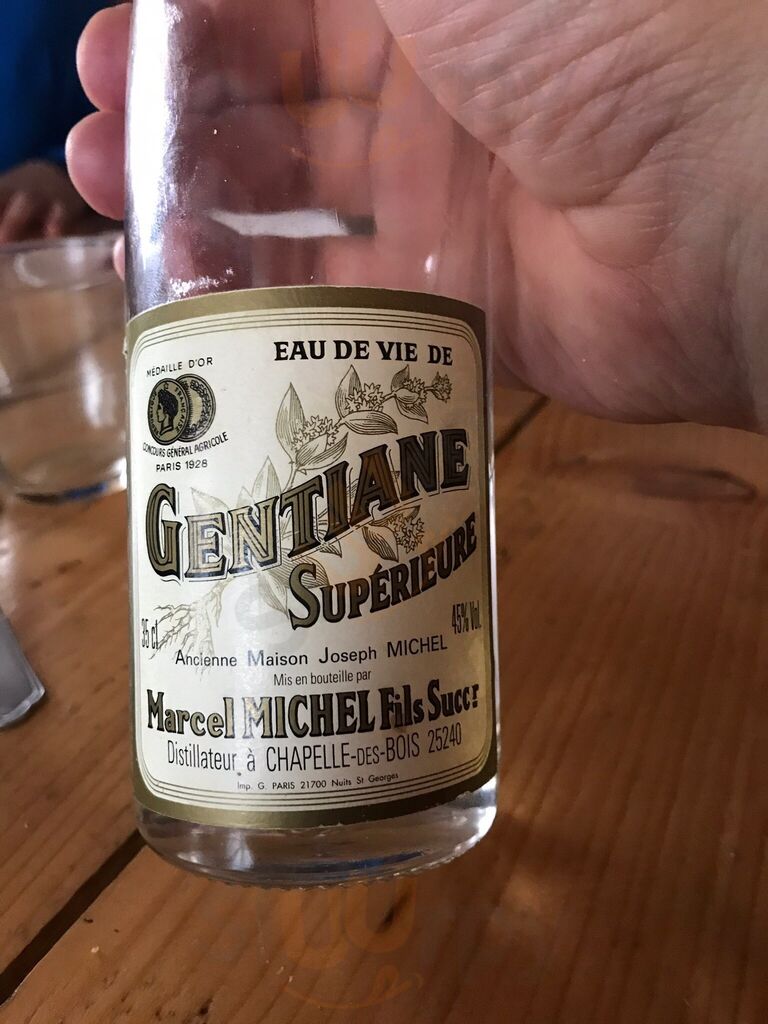 EAU DE VIE DE
MÉDAILLE D'OR
CONCOURS GÉNÉRAL AGRICOLE
PARIS 1928
GENTIANE
SUPÉRIEURE
35 cl
45% Vol.
Ancienne Maison Joseph MICHEL
Mis en bouteille par
Marcel MICHEL Fils Succr
Distillateur à CHAPELLE-DES-BOIS 25240
Imp. G. PARIS 21700 Nuits St Georges